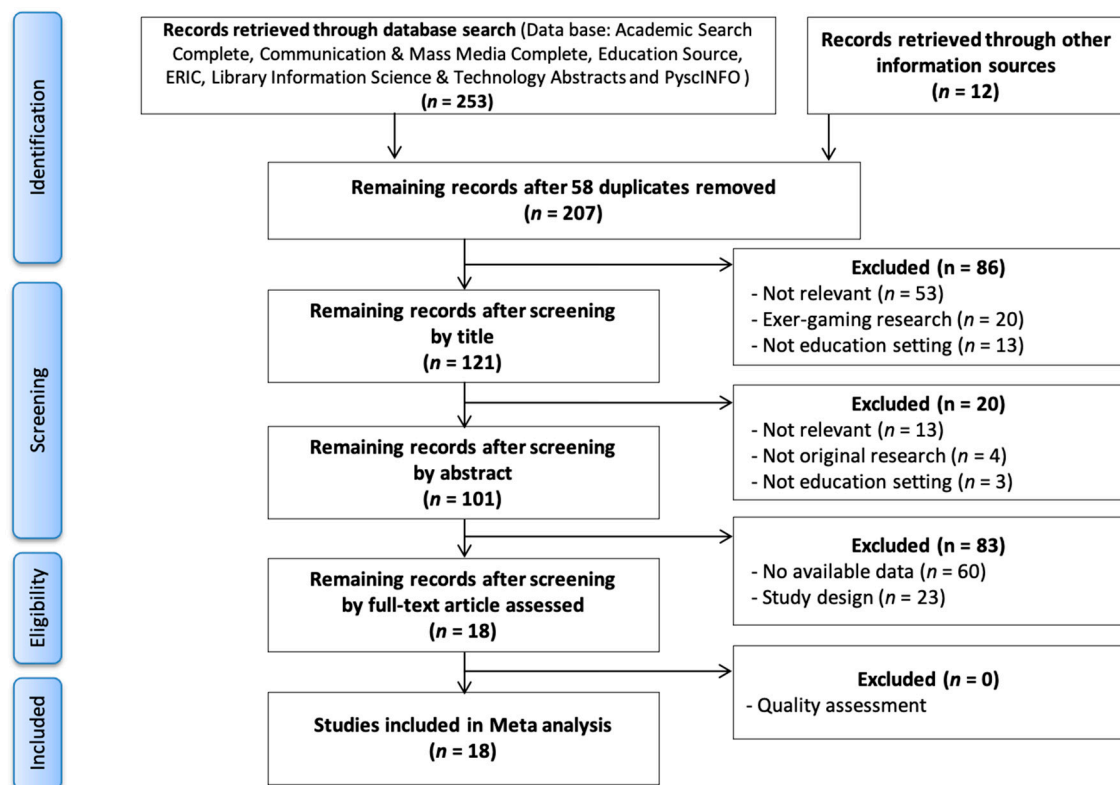 Records retrieved through database search (Data base: Academic Search
Complete, Communication & Mass Media Complete, Education Source,
ERIC, Library Information Science & Technology Abstracts and PyscINFO )
(n = 253)
Records retrieved through other
information sources
(n = 12)
Identification
Remaining records after 58 duplicates removed
(n = 207)
Excluded (n = 86)
- Not relevant (n = 53)
- Exer-gaming research (n = 20)
- Not education setting (n = 13)
Screening
Remaining records after screening
by title
(n = 121)
Excluded (n = 20)
- Not relevant (n = 13)
- Not original research (n = 4)
- Not education setting (n = 3)
Remaining records after screening
by abstract
(n = 101)
Excluded (n = 83)
- No available data (n = 60)
- Study design (n = 23)
Eligibility
Remaining records after screening
by full-text article assessed
(n = 18)
Excluded (n = 0)
- Quality assessment
Included
Studies included in Meta analysis
(n = 18)